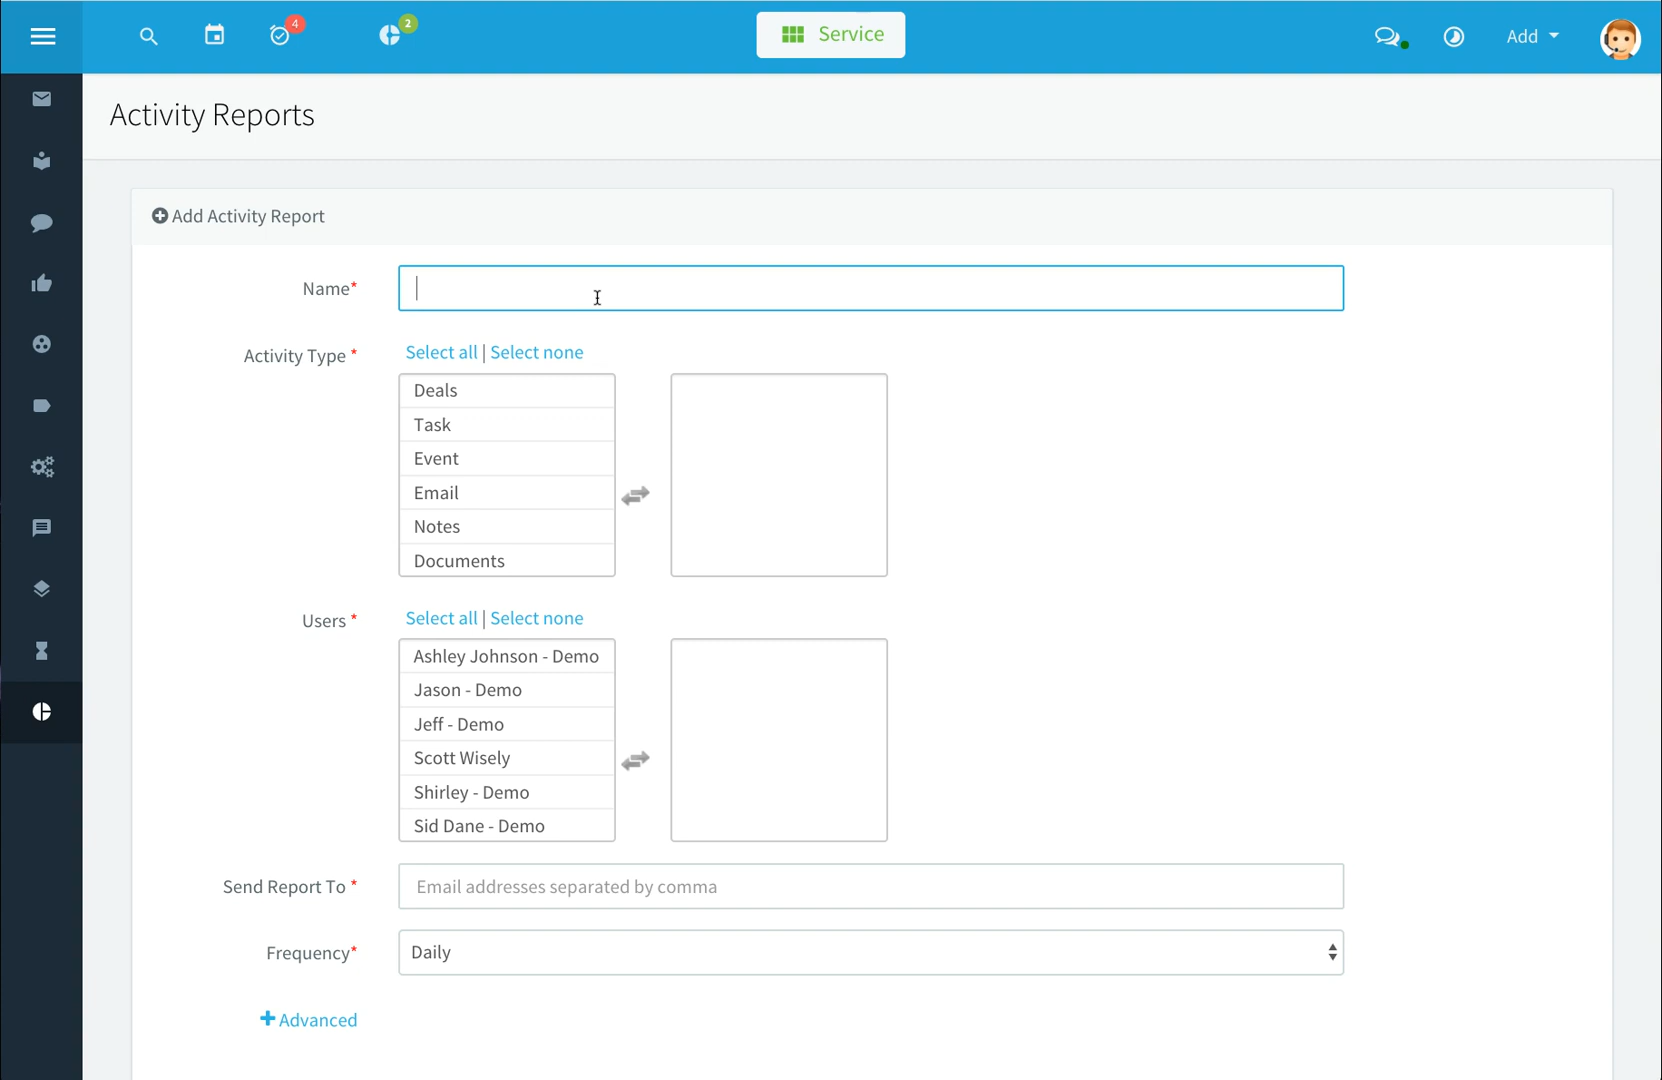 4
2
Service
Add
Activity Reports
Add Activity Report
Name*
Activity Type *
Select all | Select none
Deals
Task
Event
Email
Notes
Documents
Users *
Select all | Select none
Ashley Johnson - Demo
Jason - Demo
Jeff - Demo
Scott Wisely
Shirley - Demo
Sid Dane - Demo
Send Report To *
Email addresses separated by comma
Frequency*
Daily
Advanced